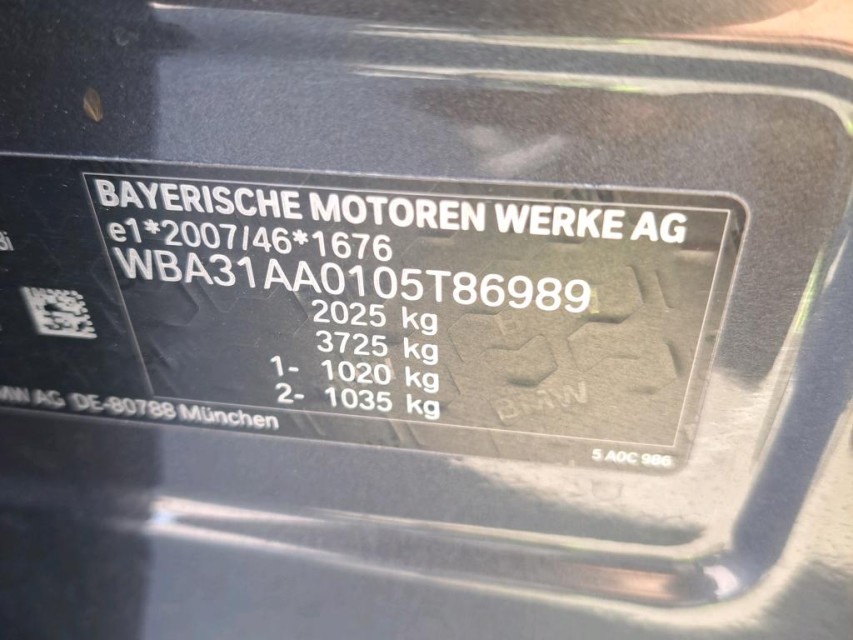 BAYERISCHE MOTOREN WERKE AG
e1*2007/46*1676
WBA31AA0105T86989
2025 kg
3725 kg
1- 1020 kg
2- 1035 kg
BMW
MW AG DE-80788 München
5 A0C 986